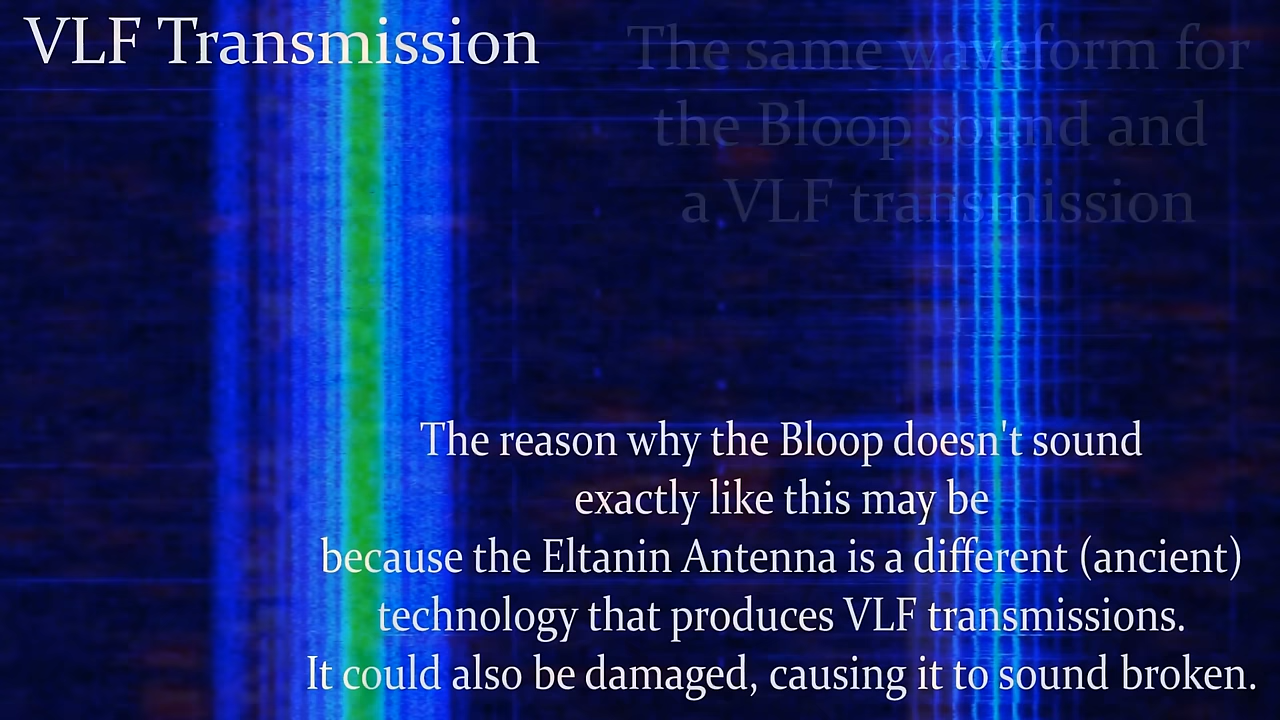 VLF Transmission
The same waveform for
the Bloop sound and
a VLF transmission
The reason why the Bloop doesn't sound
exactly like this may be
because the Eltanin Antenna is a different (ancient)
technology that produces VLF transmissions.
It could also be damaged, causing it to sound broken.